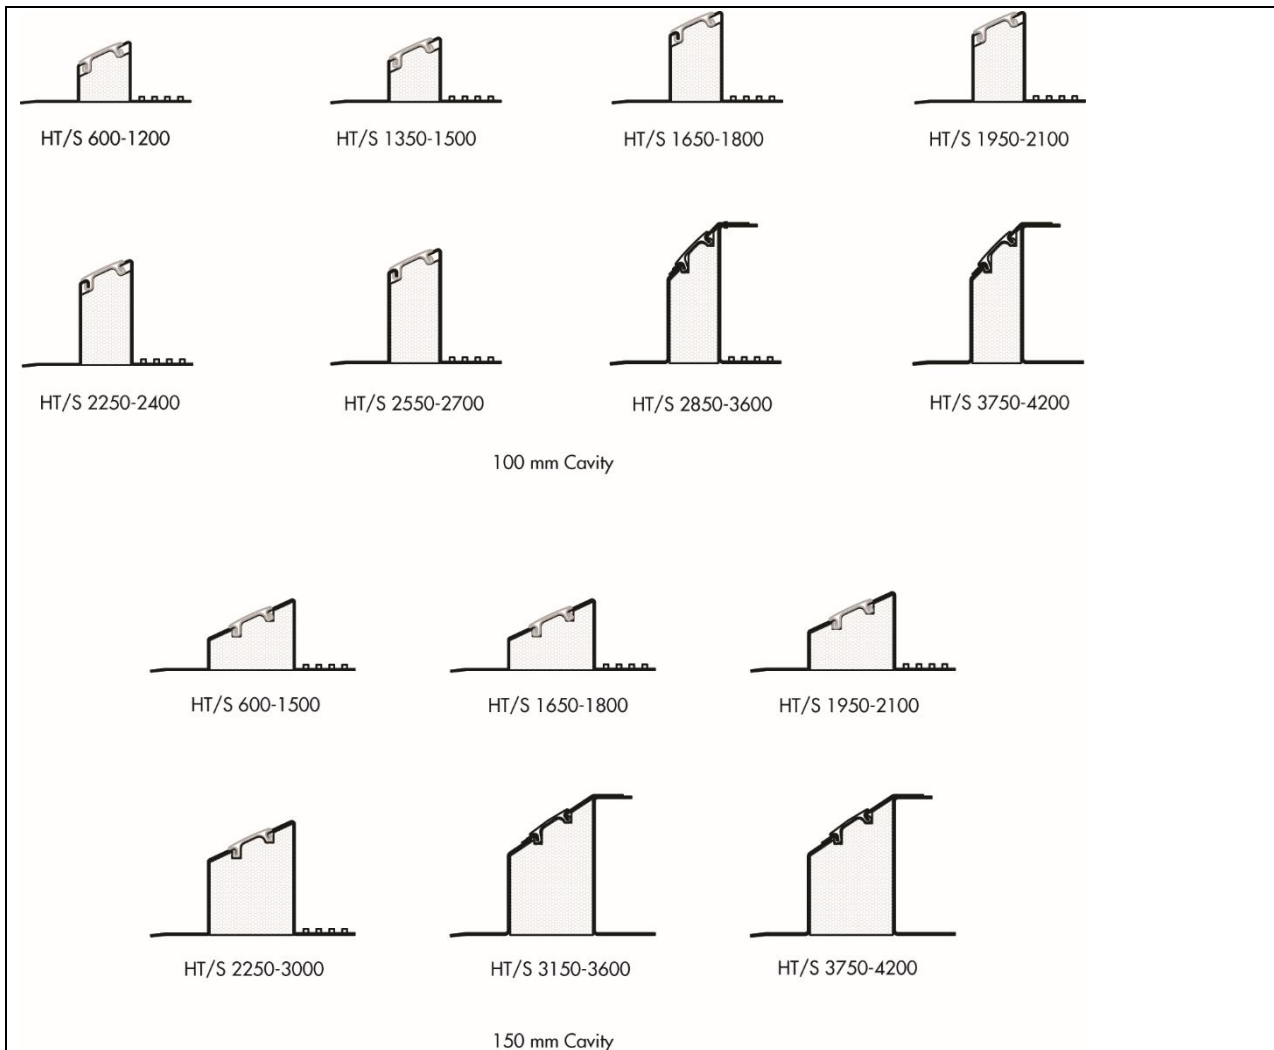 HT/S 600-1200
HT/S 1350-1500
HT/S 1650-1800
HT/S 1950-2100
HT/S 2250-2400
HT/S 2550-2700
HT/S 2850-3600
HT/S 3750-4200
100 mm Cavity
HT/S 600-1500
HT/S 1650-1800
HT/S 1950-2100
HT/S 2250-3000
HT/S 3150-3600
HT/S 3750-4200
150 mm Cavity